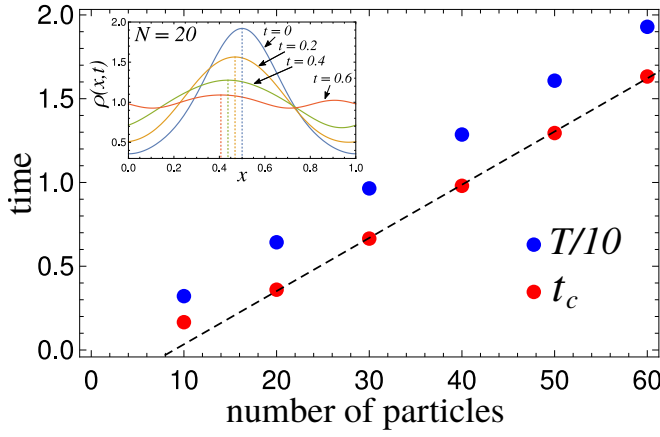 2.0
1.5
1.0
0.5
0.0
time
0 10 20 30 40 50 60
number of particles
T/10
t_c
N = 20
t = 0
t = 0.2
t = 0.4
t = 0.6
2.0
1.5
1.0
0.5
ρ(x,t)
0.0 0.2 0.4 0.6 0.8 1.0
x